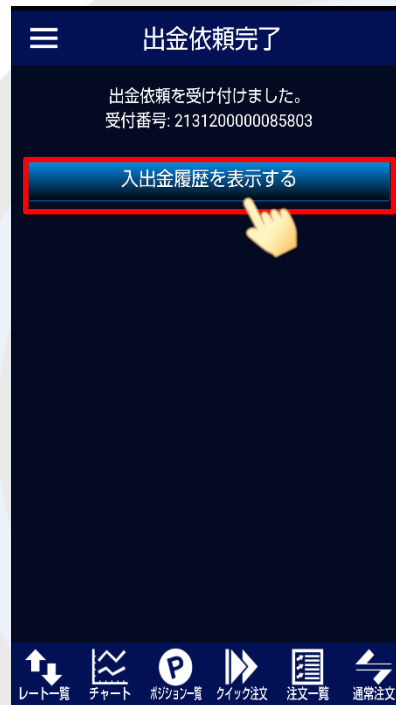 出金依頼完了
出金依頼を受け付けました。
受付番号: 2131200000085803
入出金履歴を表示する
P
レート一覧 チャート ポジション一覧 クイック注文 注文一覧 通常注文